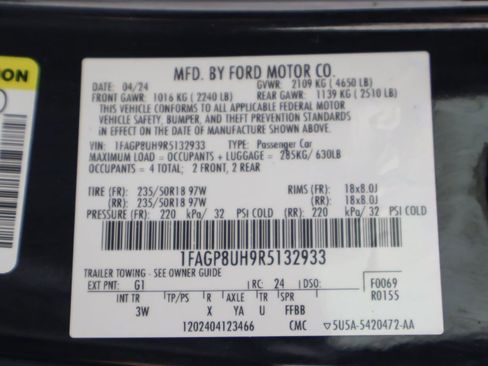 ION
MFD. BY FORD MOTOR CO.
DATE: 04/24 GVWR: 2109 KG ( 4650 LB)
FRONT GAWR: 1016 KG ( 2240 LB) REAR GAWR: 1139 KG ( 2510 LB)
THIS VEHICLE CONFORMS TO ALL APPLICABLE FEDERAL MOTOR
VEHICLE SAFETY, BUMPER, AND THEFT PREVENTION STANDARDS
IN EFFECT ON THE DATE OF MANUFACTURE SHOWN ABOVE.
VIN: 1FAGP8UH9R5132933 TYPE: Passenger Car
MAXIMUM LOAD = OCCUPANTS + LUGGAGE = 285KG/ 630LB
OCCUPANTS = 4 TOTAL; 2 FRONT, 2 REAR
TIRE (FR): 235/50R18 97W RIMS (FR): 18x8.0J
(RR): 235/50R18 97W (RR): 18x8.0J
PRESSURE (FR): 220 kPa/ 32 PSI COLD (RR): 220 kPa/ 32 PSI COLD
1FAGP8UH9R5132933
TRAILER TOWING - SEE OWNER GUIDE
EXT PNT: G1 RC: 24 DSO: F0069
R0155
INT TR TP/PS R AXLE TR SPR
3W X YA U FFBB
1202404123466 CMC ▽5U5A-5420472-AA